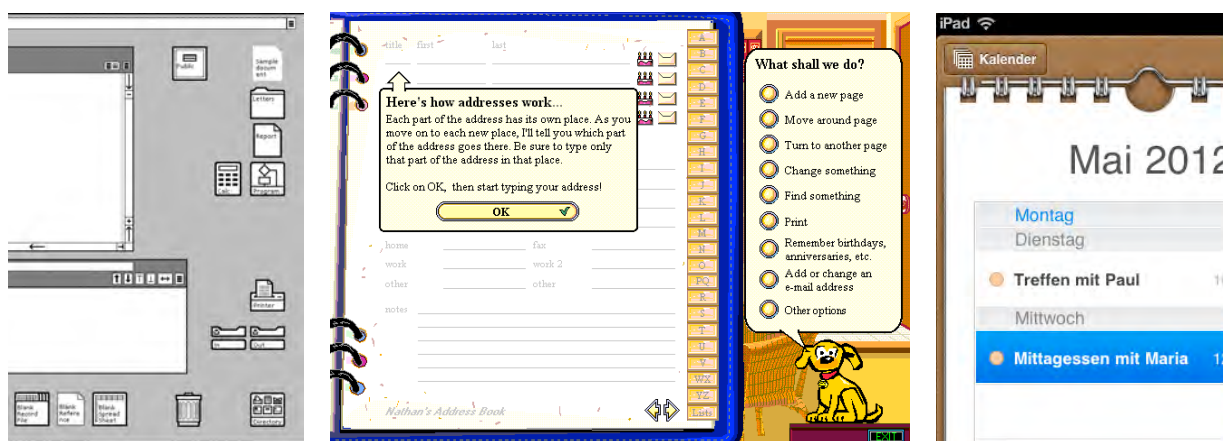 Public
Sample
docum
ent
Letters
Report
Calc
Program
Printer
In
Out
Blank
Record
File
Blank
Refere
nce
Blank
Spread
Sheet
Directory
title first last
Here's how addresses work...
Each part of the address has its own place. As you
move on to each new place, I'll tell you which part
of the address goes there. Be sure to type only
that part of the address in that place.
Click on OK, then start typing your address!
OK
home fax
work work 2
other other
notes
Nathan's Address Book
A
B
C
D
E
F
G
H
I
J
K
L
M
N
O
PQ
R
S
T
U
V
WX
YZ
Lists
What shall we do?
Add a new page
Move around page
Turn to another page
Change something
Find something
Print
Remember birthdays,
anniversaries, etc.
Add or change an
e-mail address
Other options
EXIT
iPad
Kalender
Mai 2012
Montag
Dienstag
Treffen mit Paul
Mittwoch
Mittagessen mit Maria